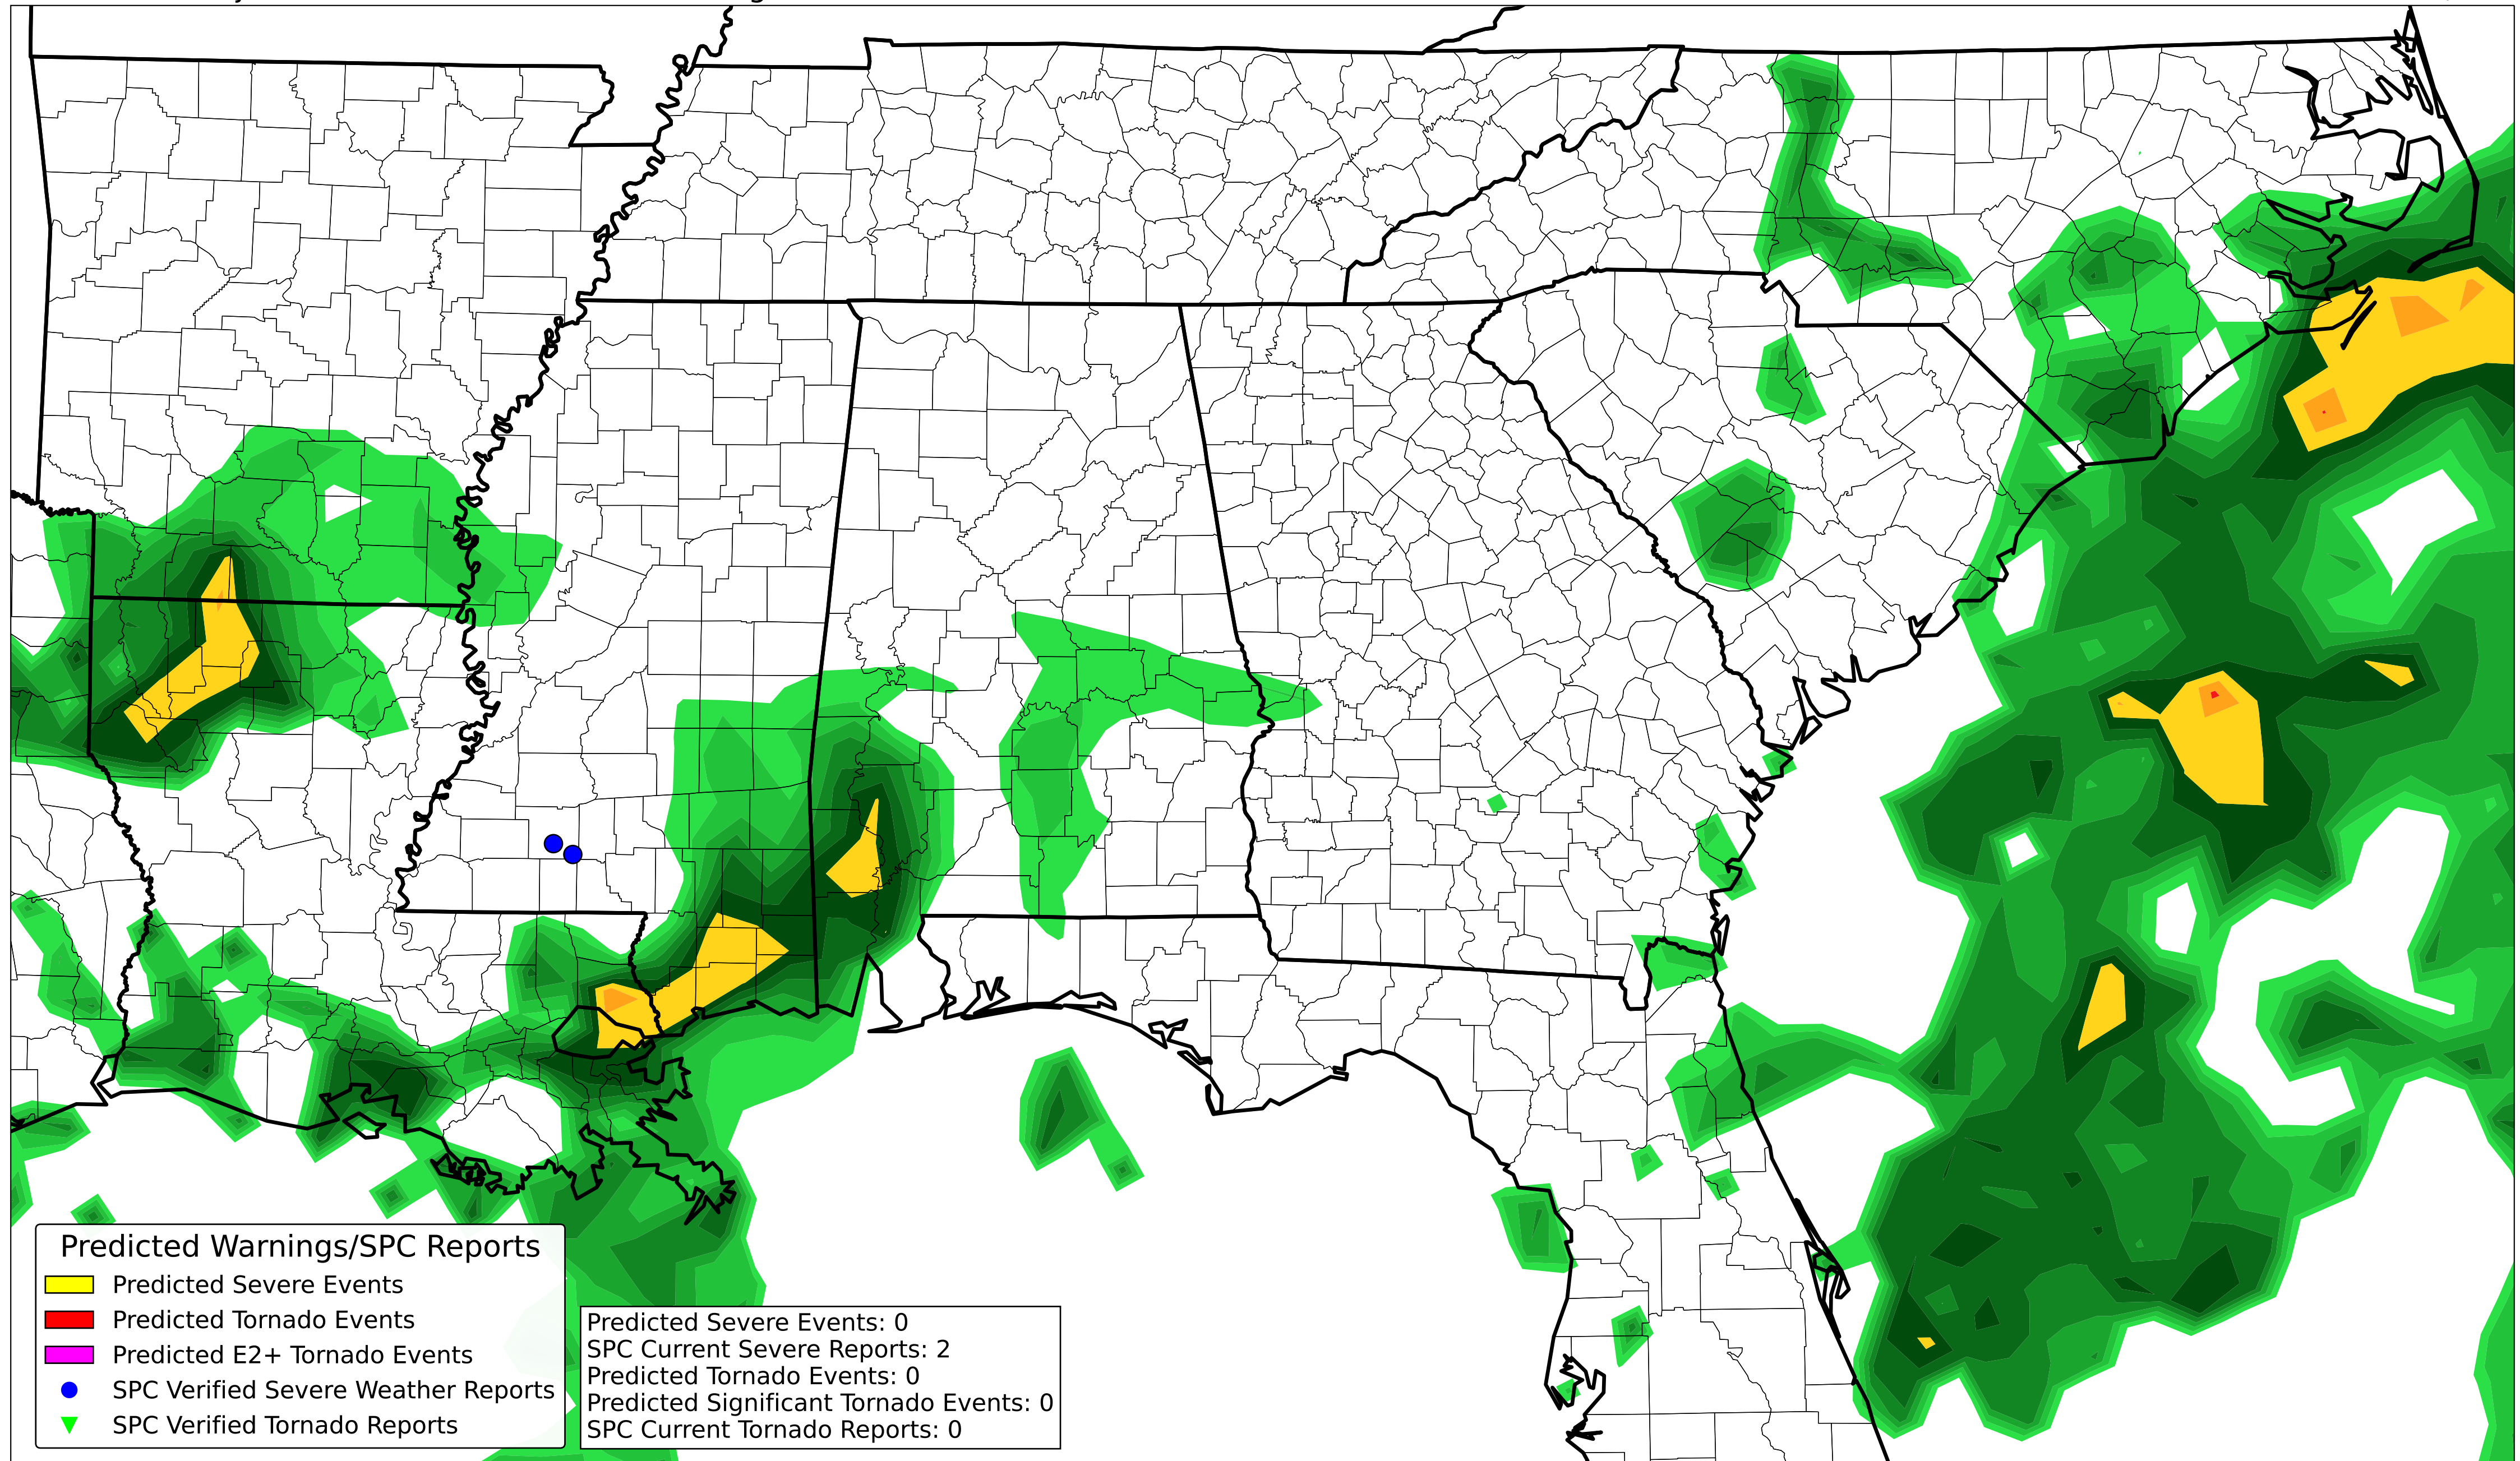 Predicted Warnings/SPC Reports
Predicted Severe Events
Predicted Tornado Events
Predicted E2+ Tornado Events
SPC Verified Severe Weather Reports
SPC Verified Tornado Reports
Predicted Severe Events: 0
SPC Current Severe Reports: 2
Predicted Tornado Events: 0
Predicted Significant Tornado Events: 0
SPC Current Tornado Reports: 0